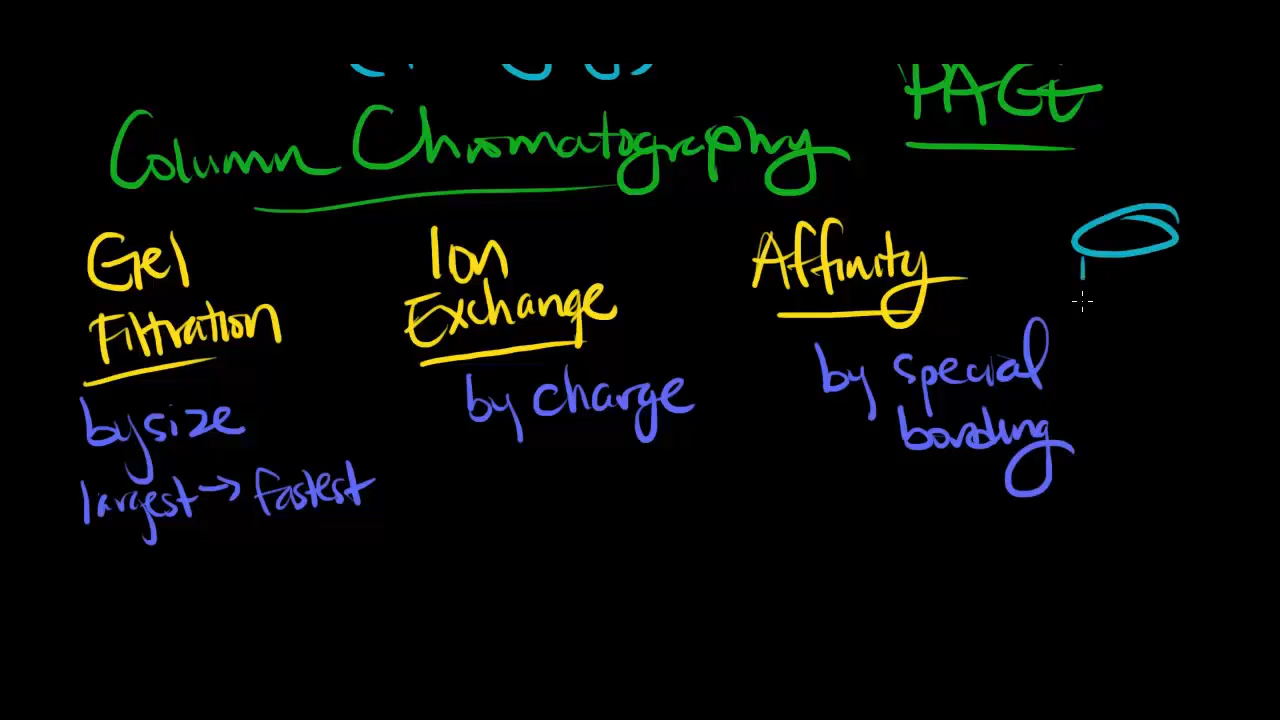 PAGE
Column Chromatography
Gel
Filtration
by size
largest → fastest
Ion
Exchange
by charge
Affinity
by special
bonding